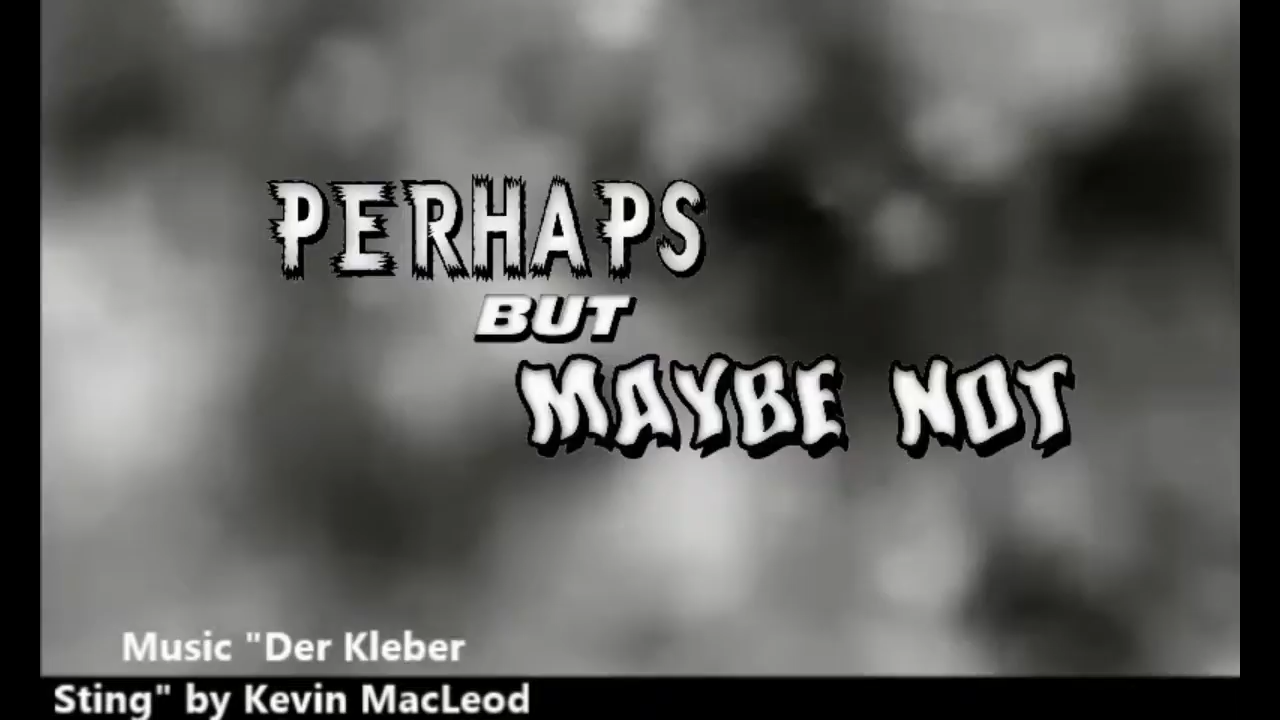 PERHAPS
BUT
MAYBE NOT
Music "Der Kleber
Sting" by Kevin MacLeod